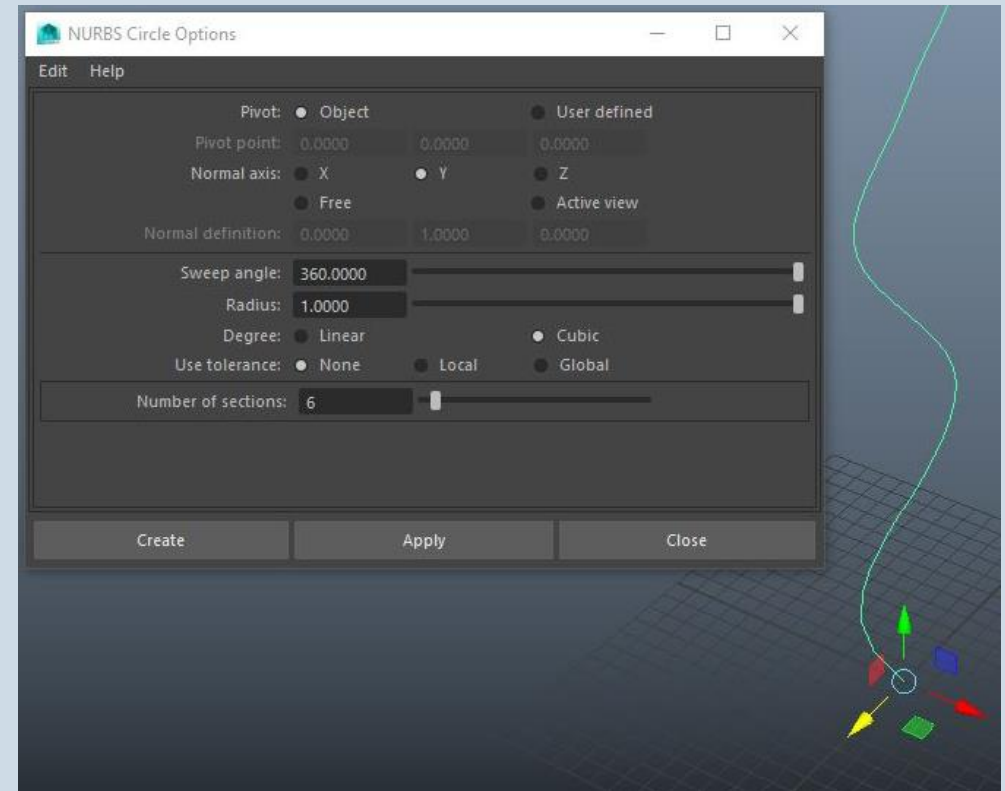 NURBS Circle Options
Edit Help
Pivot: Object User defined
Pivot point: 0.0000 0.0000 0.0000
Normal axis: X Y Z
Free Active view
Normal definition: 0.0000 1.0000 0.0000
Sweep angle: 360.0000
Radius: 1.0000
Degree: Linear Cubic
Use tolerance: None Local Global
Number of sections: 6
Create Apply Close